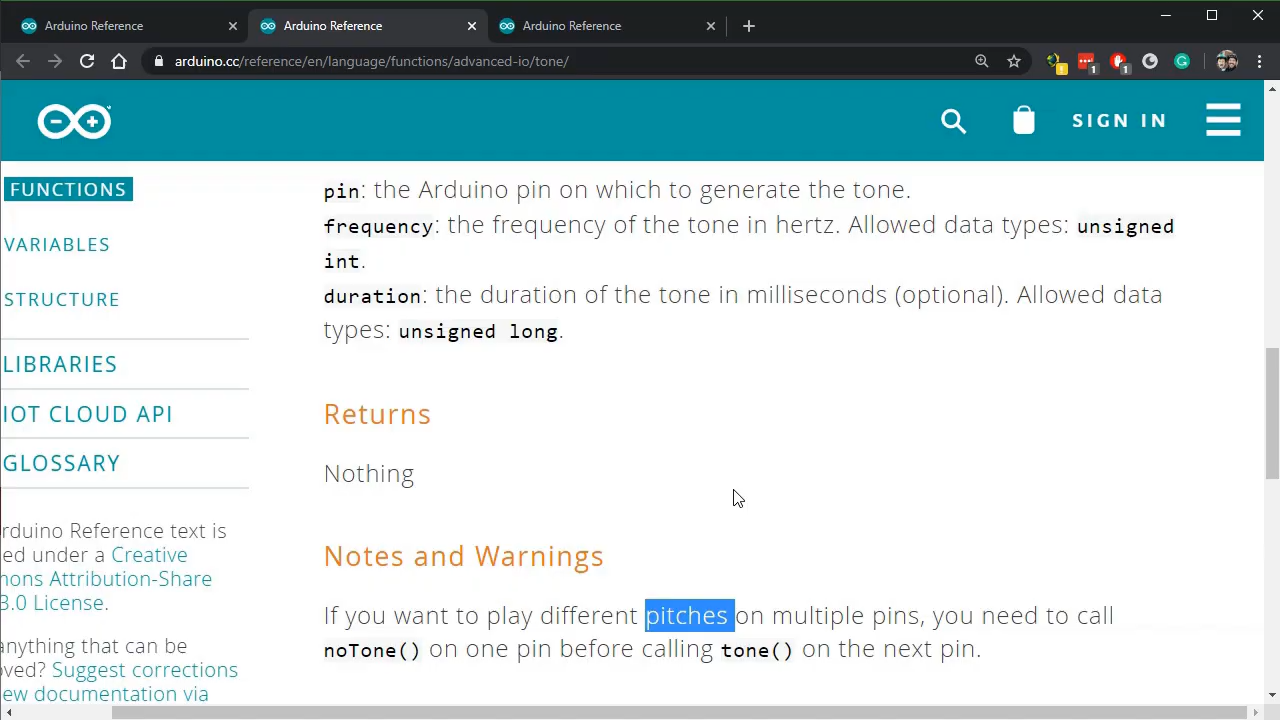 Arduino Reference
Arduino Reference
Arduino Reference
arduino.cc/reference/en/language/functions/advanced-io/tone/
1
1
SIGN IN
FUNCTIONS
VARIABLES
STRUCTURE
LIBRARIES
IOT CLOUD API
GLOSSARY
rduino Reference text is
ed under a Creative
mons Attribution-Share
3.0 License.
anything that can be
oved? Suggest corrections
ew documentation via
pin: the Arduino pin on which to generate the tone.
frequency: the frequency of the tone in hertz. Allowed data types: unsigned
int.
duration: the duration of the tone in milliseconds (optional). Allowed data
types: unsigned long.
Returns
Nothing
Notes and Warnings
If you want to play different pitches on multiple pins, you need to call
noTone() on one pin before calling tone() on the next pin.